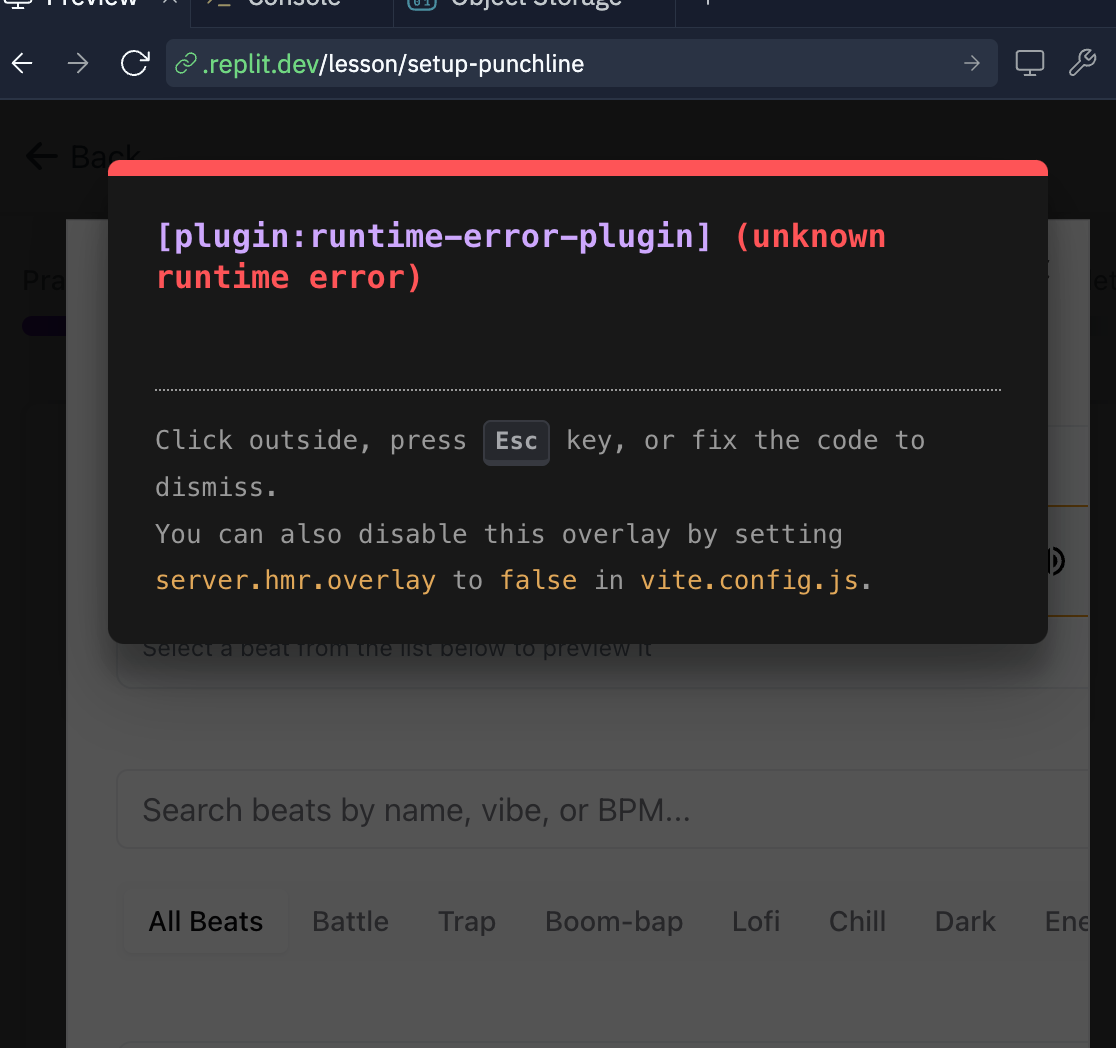 Preview
Console
Object Storage
.replit.dev/lesson/setup-punchline
Back
[plugin:runtime-error-plugin] (unknown
runtime error)
Pra
et
Click outside, press Esc key, or fix the code to
dismiss.
You can also disable this overlay by setting
server.hmr.overlay to false in vite.config.js.
Select a beat from the list below to preview it
Search beats by name, vibe, or BPM...
All Beats Battle Trap Boom-bap Lofi Chill Dark Ene